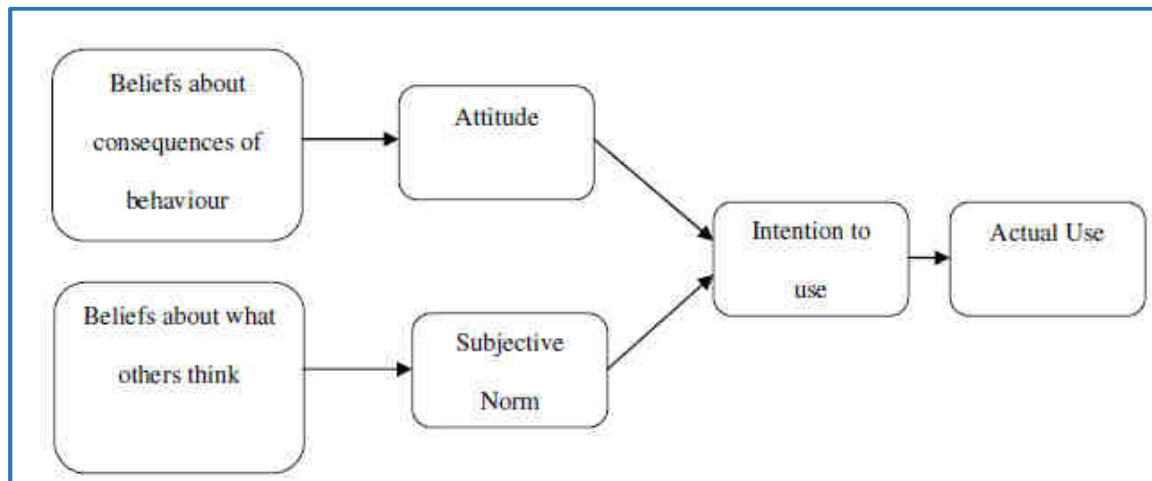 Beliefs about
consequences of
behaviour
Attitude
Beliefs about what
others think
Subjective
Norm
Intention to
use
Actual Use